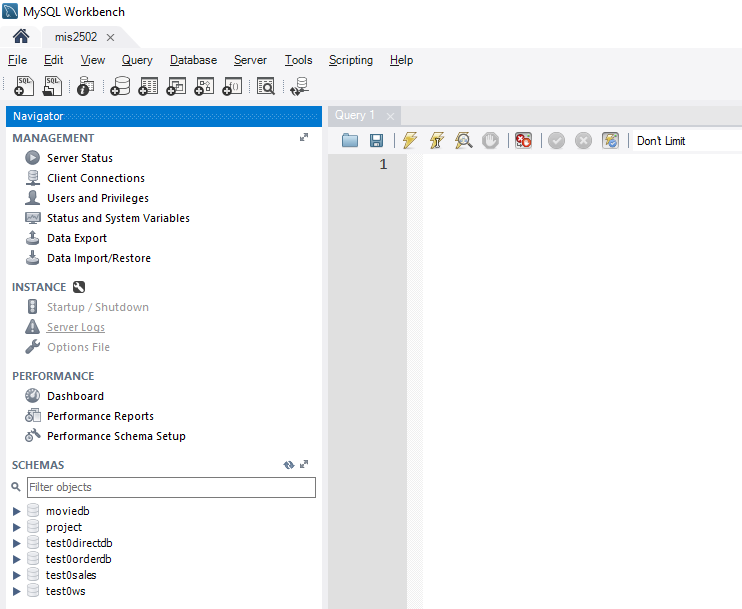 MySQL Workbench
mis2502
File Edit View Query Database Server Tools Scripting Help
SQL SQL
Navigator
Query 1
MANAGEMENT
Don't Limit
Server Status
1
Client Connections
Users and Privileges
Status and System Variables
Data Export
Data Import/Restore
INSTANCE
Startup / Shutdown
Server Logs
Options File
PERFORMANCE
Dashboard
Performance Reports
Performance Schema Setup
SCHEMAS
Filter objects
moviedb
project
test0directdb
test0orderdb
test0sales
test0ws